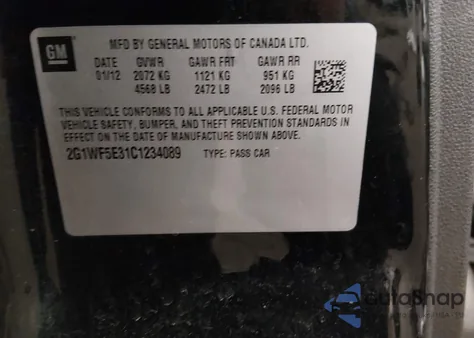 GM
MFD BY GENERAL MOTORS OF CANADA LTD.
DATE GVWR GAWR FRT GAWR RR
01/12 2072 KG 1121 KG 951 KG
4568 LB 2472 LB 2096 LB
THIS VEHICLE CONFORMS TO ALL APPLICABLE U.S. FEDERAL MOTOR
VEHICLE SAFETY, BUMPER, AND THEFT PREVENTION STANDARDS IN
EFFECT ON THE DATE OF MANUFACTURE SHOWN ABOVE.
2G1WF5E31C1234089 TYPE: PASS CAR
AutoSnap